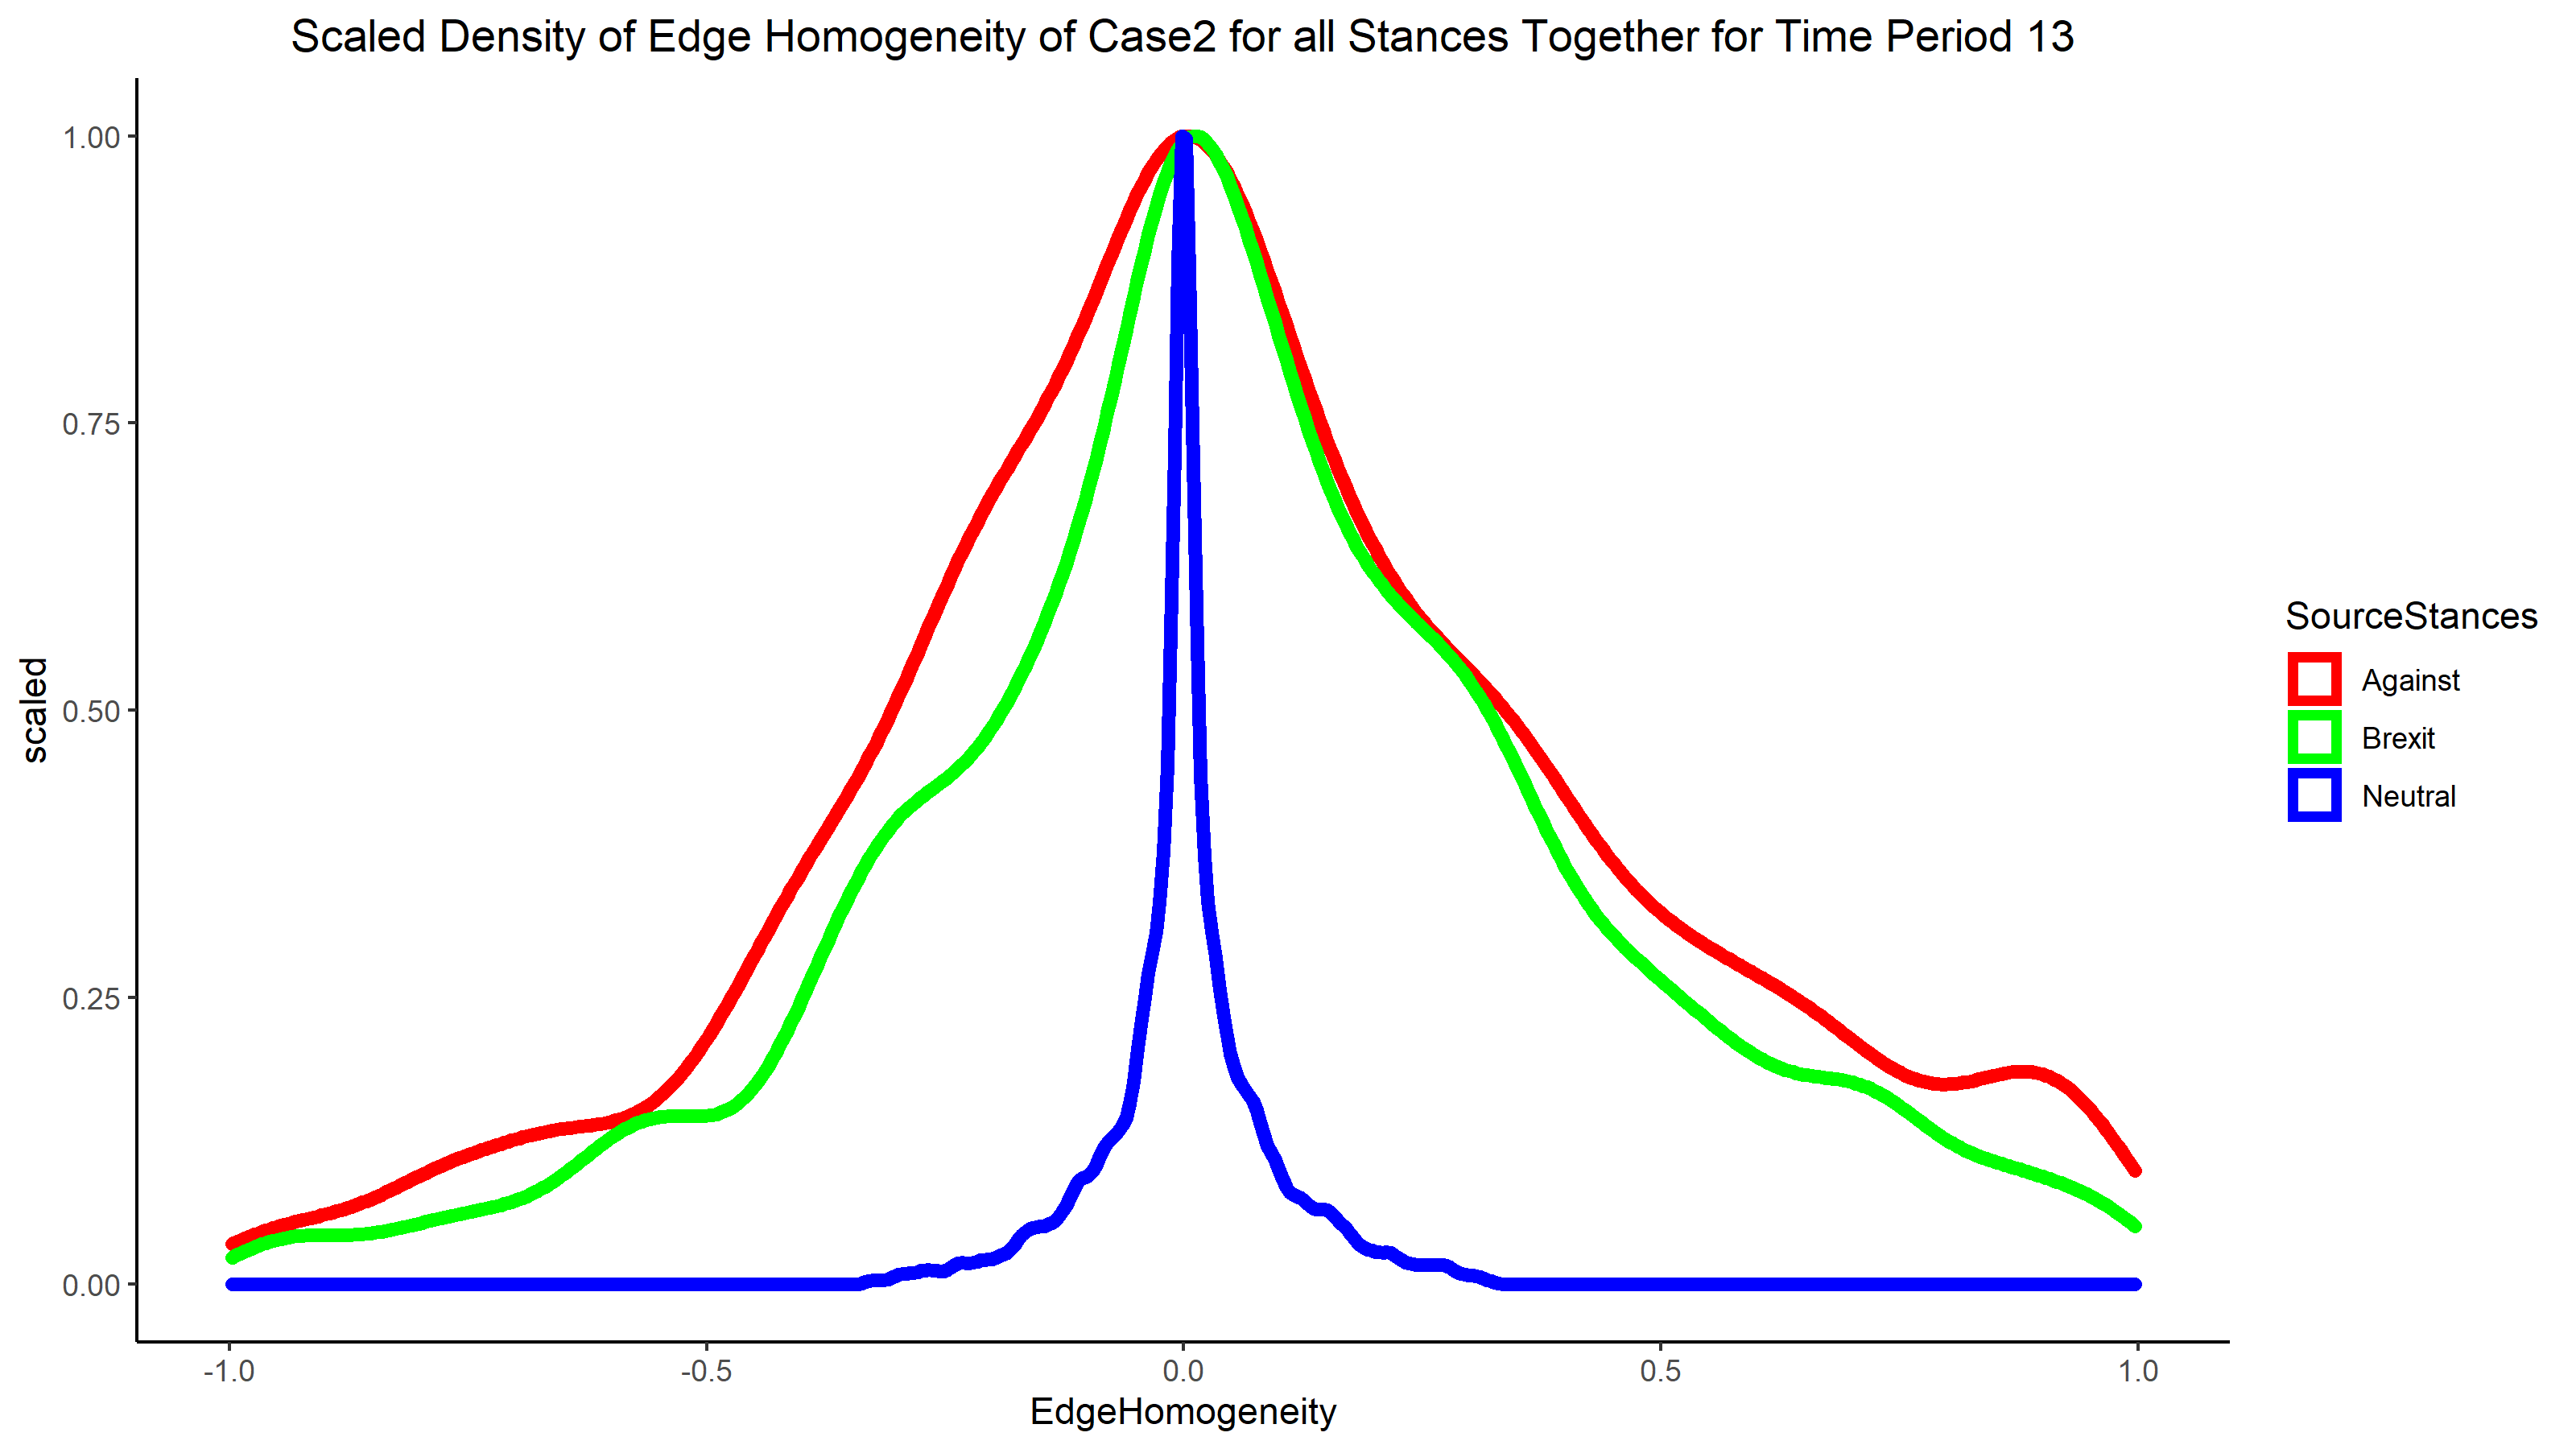 Scaled Density of Edge Homogeneity of Case2 for all Stances Together for Time Period 13
1.00
0.75
0.50
0.25
0.00
scaled
-1.0 -0.5 0.0 0.5 1.0
EdgeHomogeneity
SourceStances
Against
Brexit
Neutral